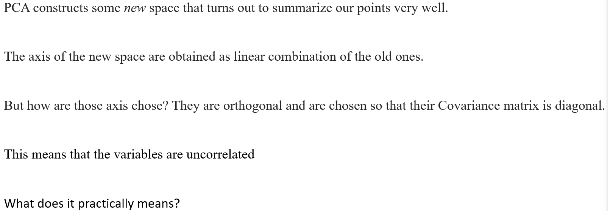 PCA constructs some new space that turns out to summarize our points very well.
The axis of the new space are obtained as linear combination of the old ones.
But how are those axis chose? They are orthogonal and are chosen so that their Covariance matrix is diagonal.
This means that the variables are uncorrelated
What does it practically means?